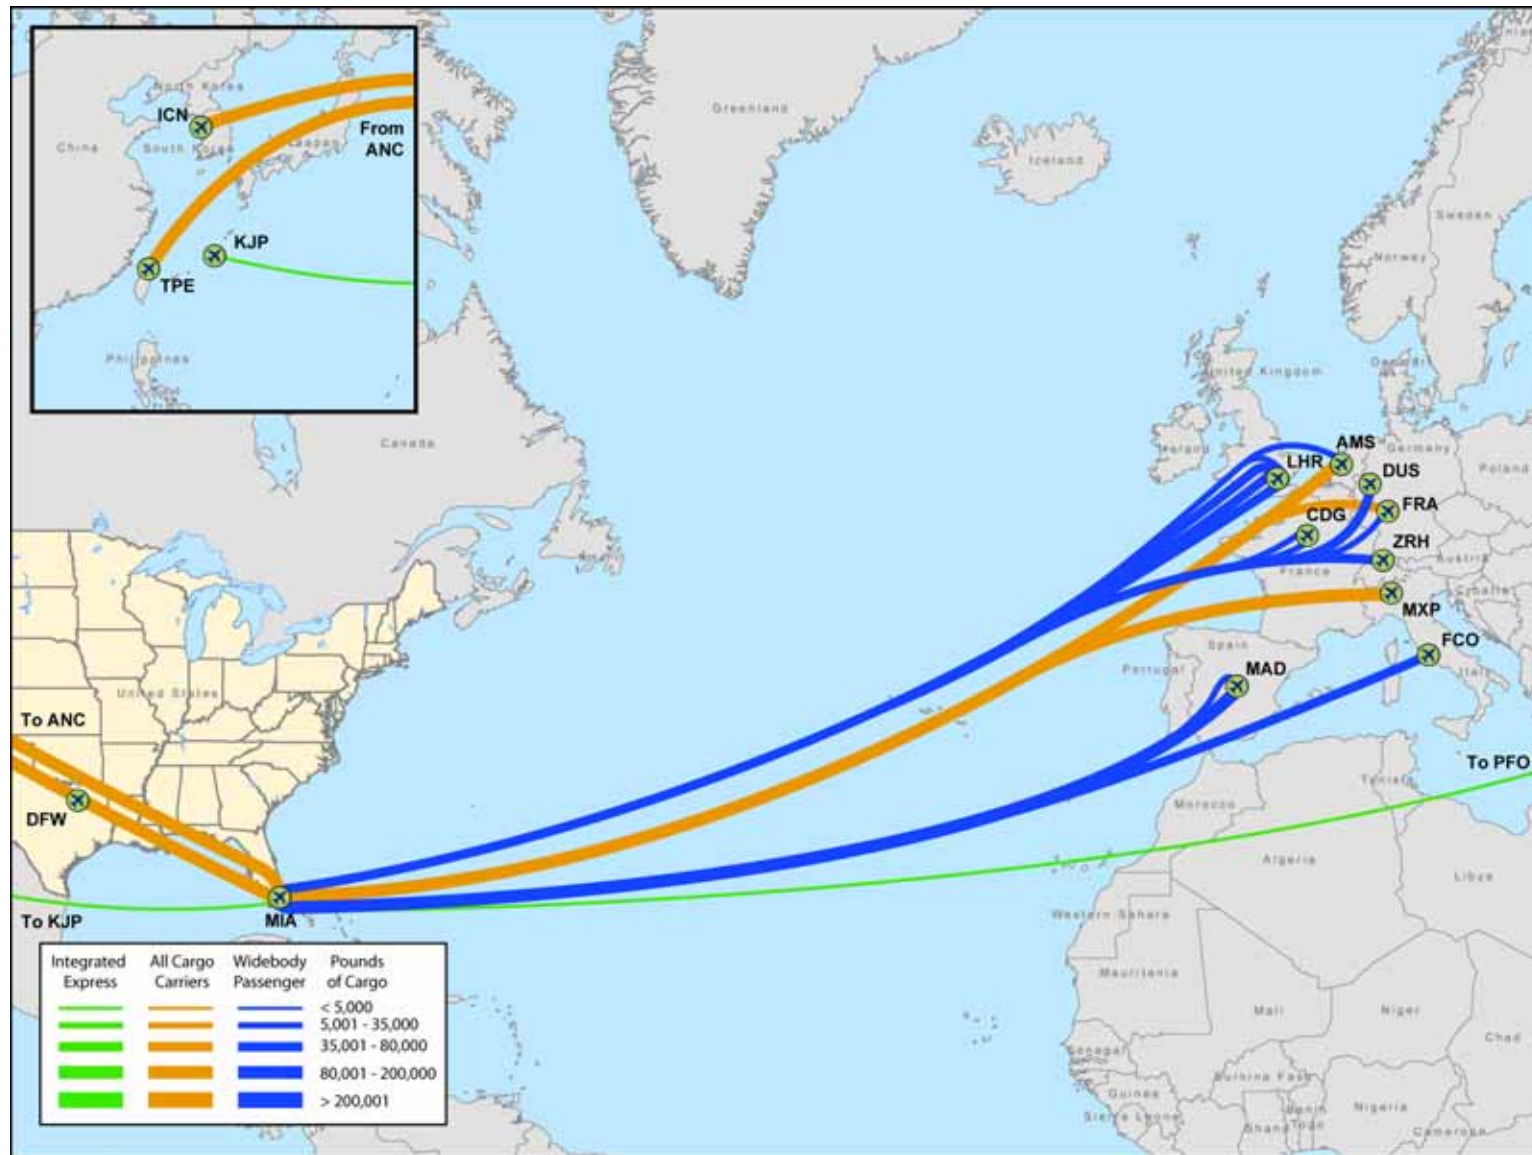 North Korea
ICN
China
South Korea
Japan
From
ANC
KJP
TPE
Philippines
Greenland
Iceland
Sweden
Norway
Canada
United Kingdom
Ireland
AMS
Germany
Poland
LHR
DUS
CDG
FRA
ZRH
France
Austria
MXP
FCO
Spain
Portugal
MAD
United States
To ANC
To PFO
Tunisia
Morocco
DFW
Algeria
Libya
To KJP
MIA
Western Sahara
Mauritania
Mali
Niger
Chad
Senegal
Burkina Faso
Guinea
Benin
Nigeria
Sierra Leone
Togo
Integrated
Express
All Cargo
Carriers
Widebody
Passenger
Pounds
of Cargo
< 5,000
5,001 - 35,000
35,001 - 80,000
80,001 - 200,000
> 200,001